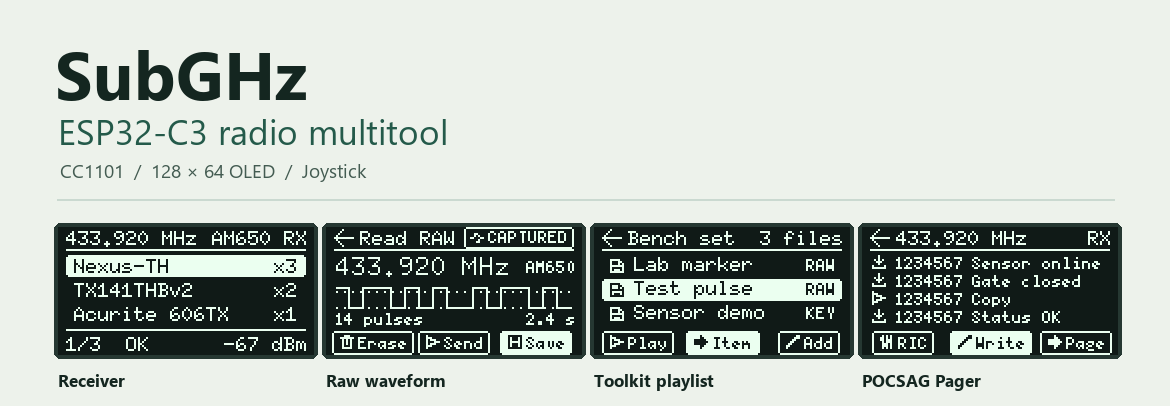 SubGHz
ESP32-C3 radio multitool
CC1101 / 128 × 64 OLED / Joystick
433.920 MHz AM650 RX
Nexus-TH x3
TX141THBv2 x2
Acurite 606TX x1
1/3 OK -67 dBm
Receiver
Read RAW CAPTURED
433.920 MHz AM650
14 pulses 2.4 s
Erase Send Save
Raw waveform
Bench set 3 files
Lab marker RAW
Test pulse RAW
Sensor demo KEY
Play Item Add
Toolkit playlist
433.920 MHz RX
1234567 Sensor online
1234567 Gate closed
1234567 Copy
1234567 Status OK
RIC Write Page
POCSAG Pager